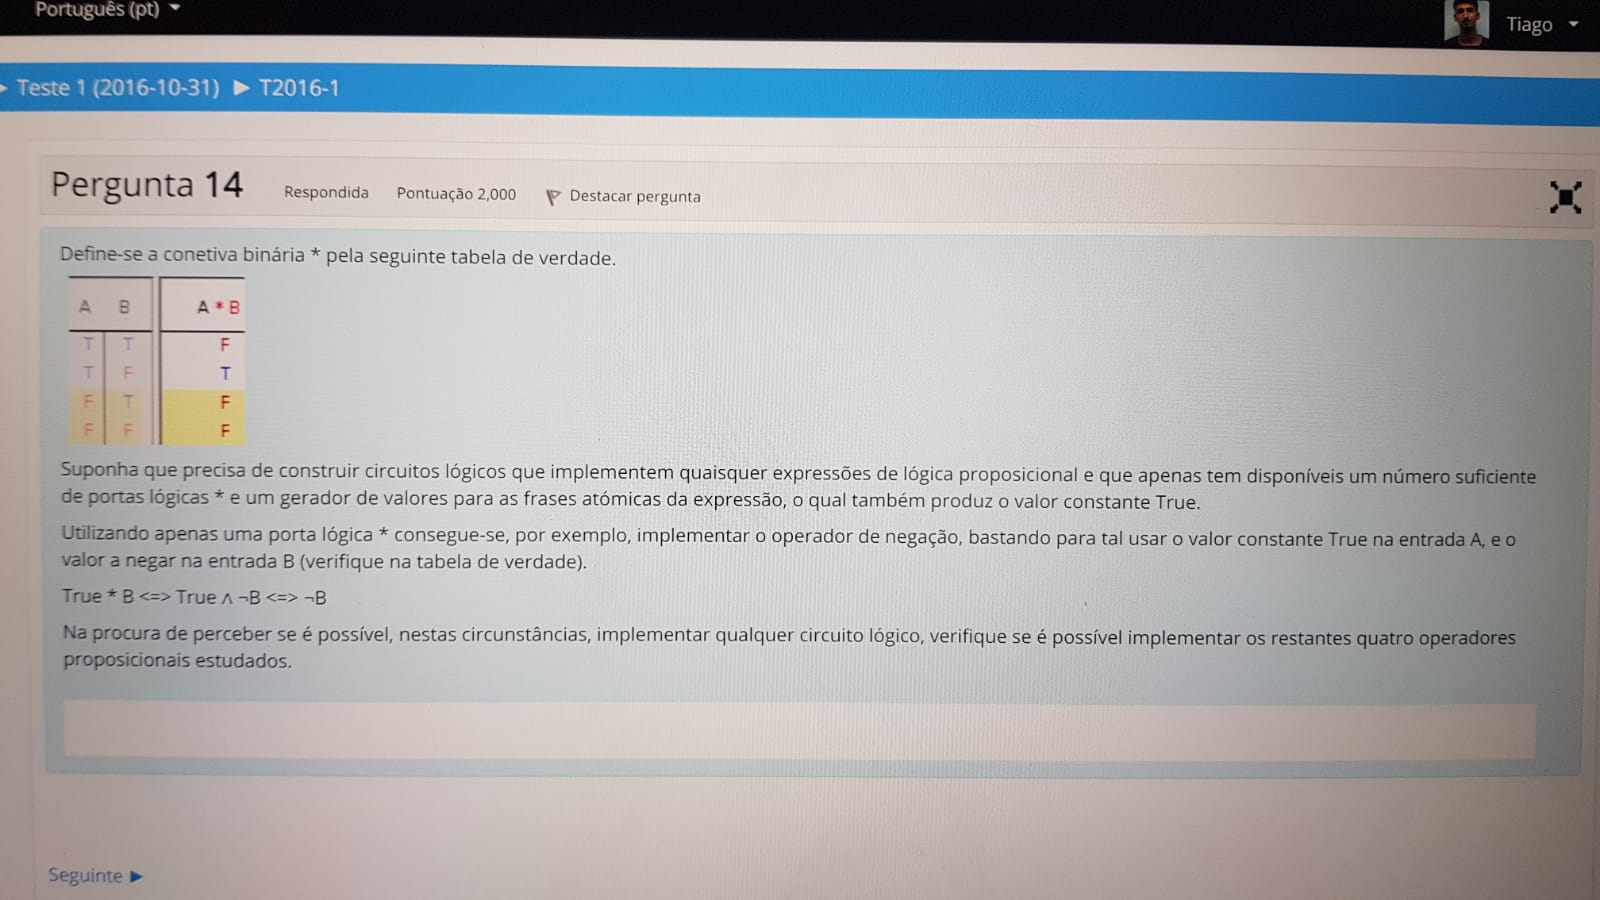 Português (pt)
Tiago
Teste 1 (2016-10-31) ▶ T2016-1
Pergunta 14 Respondida Pontuação 2,000 Destacar pergunta
Define-se a conetiva binária * pela seguinte tabela de verdade.
A B A * B
T T F
T F T
F T F
F F F
Suponha que precisa de construir circuitos lógicos que implementem quaisquer expressões de lógica proposicional e que apenas tem disponíveis um número suficiente
de portas lógicas * e um gerador de valores para as frases atómicas da expressão, o qual também produz o valor constante True.
Utilizando apenas uma porta lógica * consegue-se, por exemplo, implementar o operador de negação, bastando para tal usar o valor constante True na entrada A, e o
valor a negar na entrada B (verifique na tabela de verdade).
True * B <=> True ∧ ¬B <=> ¬B
Na procura de perceber se é possível, nestas circunstâncias, implementar qualquer circuito lógico, verifique se é possível implementar os restantes quatro operadores
proposicionais estudados.
Seguinte ▶